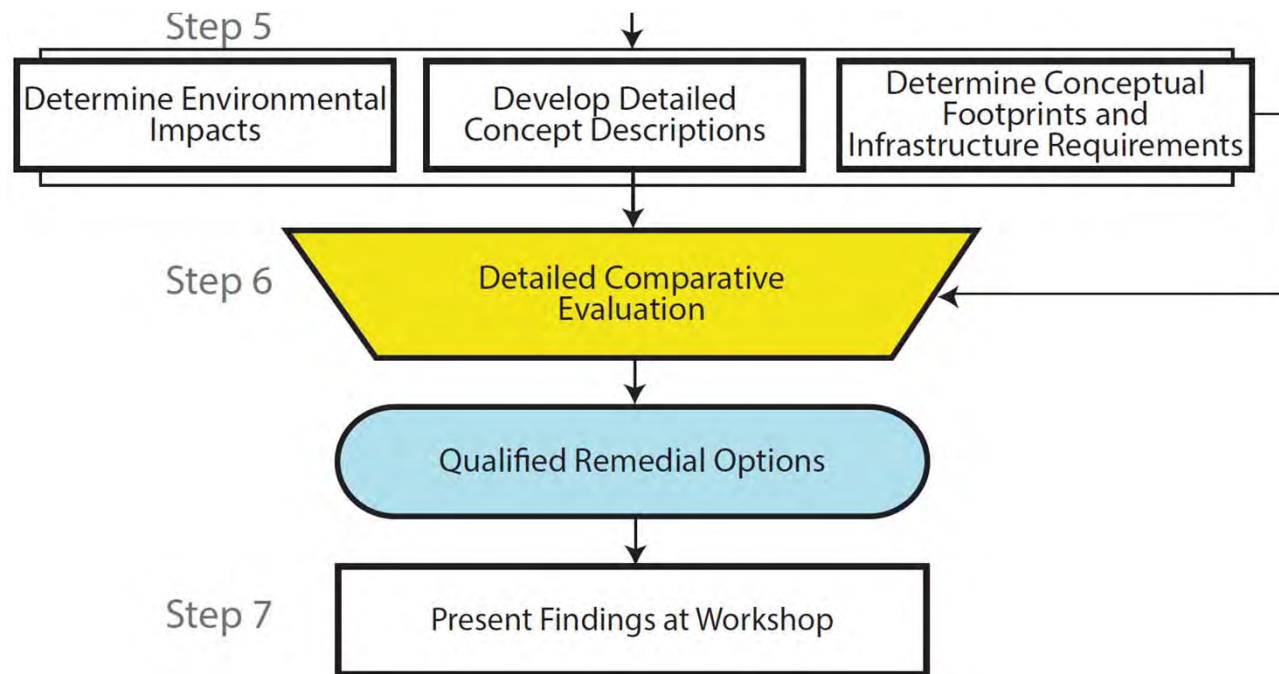 Step 5
Determine Environmental
Impacts
Develop Detailed
Concept Descriptions
Determine Conceptual
Footprints and
Infrastructure Requirements
Step 6
Detailed Comparative
Evaluation
Qualified Remedial Options
Step 7
Present Findings at Workshop